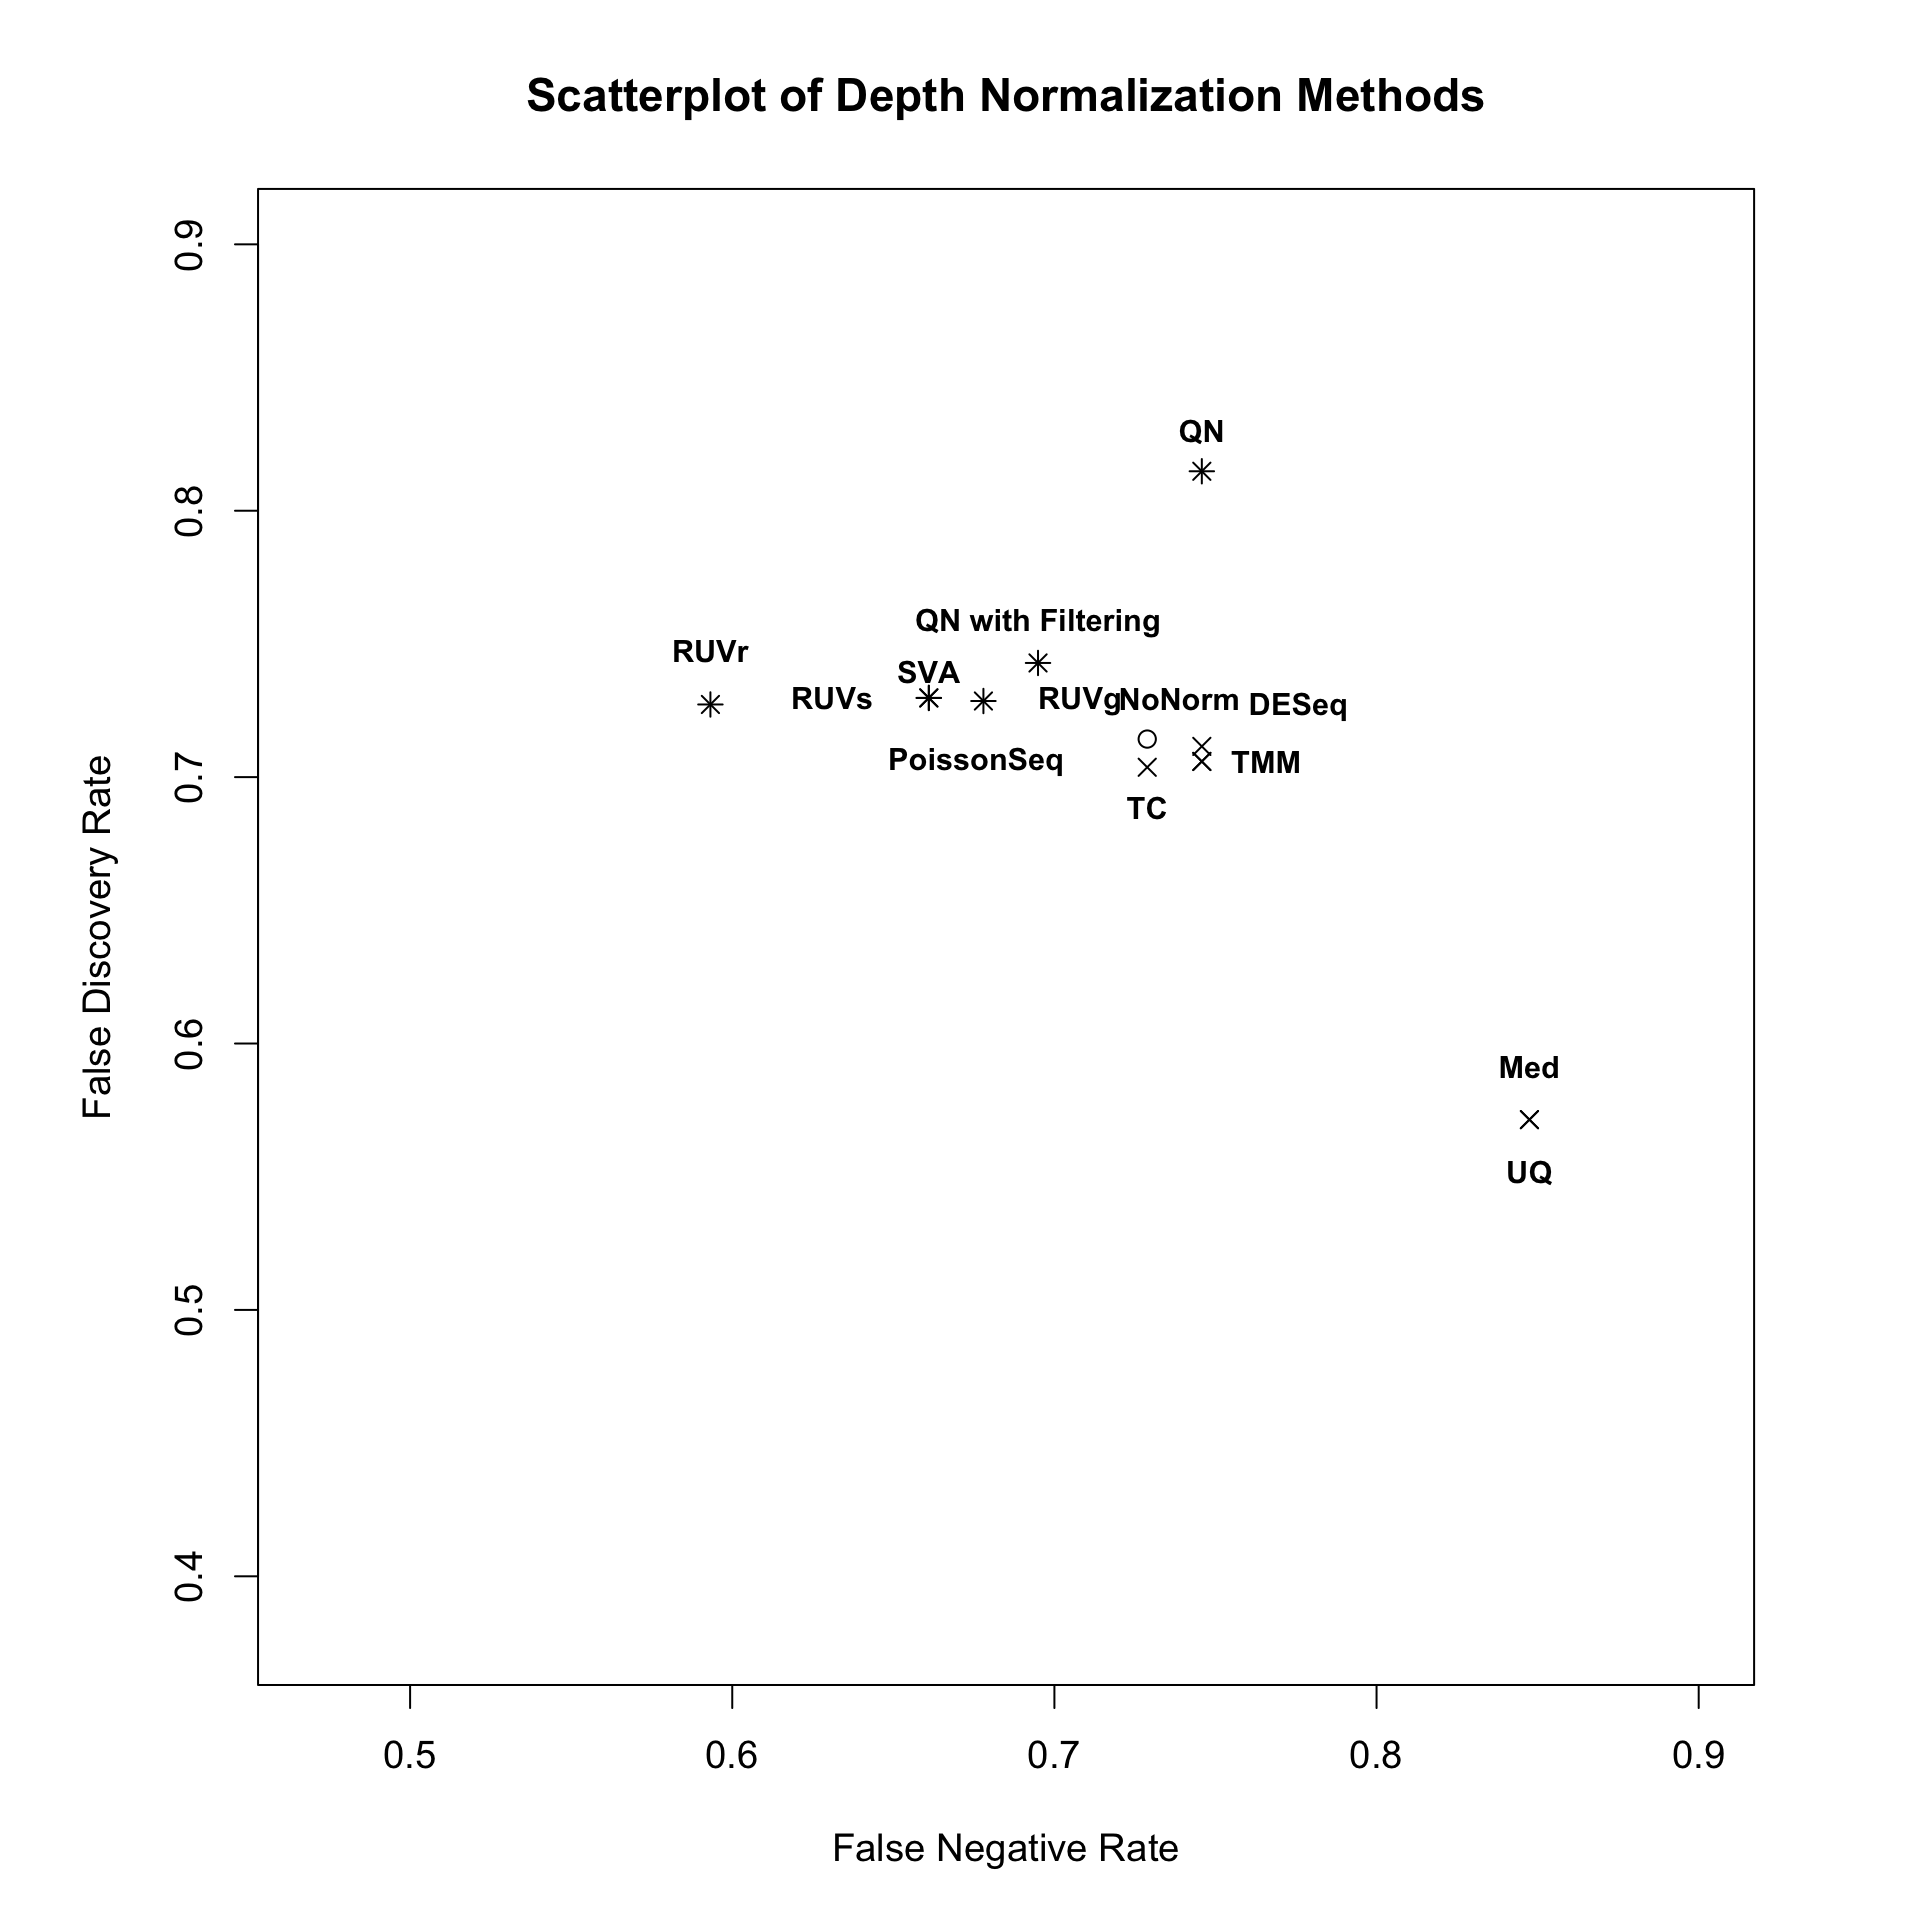 Scatterplot of Depth Normalization Methods
False Discovery Rate
0.9
0.8
0.7
0.6
0.5
0.4
QN
QN with Filtering
RUVr
SVA
RUVs
RUVg
NoNorm
DESeq
PoissonSeq
TMM
TC
Med
UQ
0.5 0.6 0.7 0.8 0.9
False Negative Rate